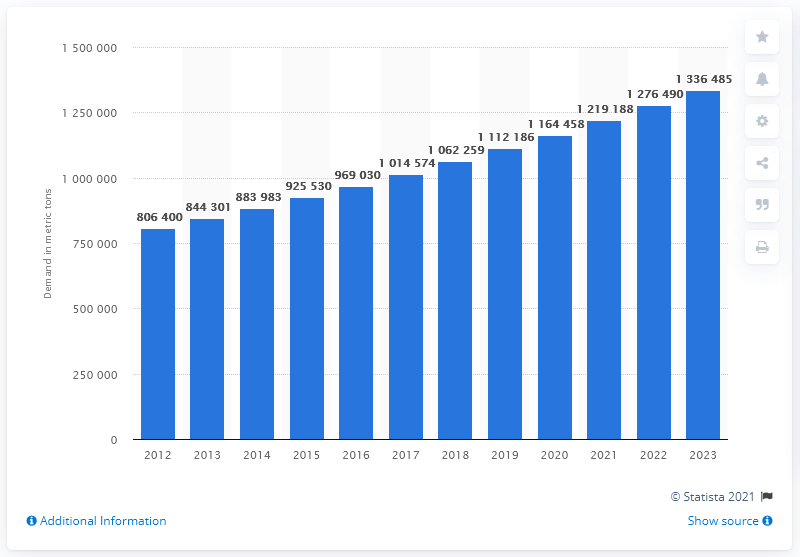 1 500 000
1 250 000
1 000 000
750 000
500 000
250 000
0
Demand in metric tons
806 400
844 301
883 983
925 530
969 030
1 014 574
1 062 259
1 112 186
1 164 458
1 219 188
1 276 490
1 336 485
2012 2013 2014 2015 2016 2017 2018 2019 2020 2021 2022 2023
© Statista 2021
Additional Information
Show source